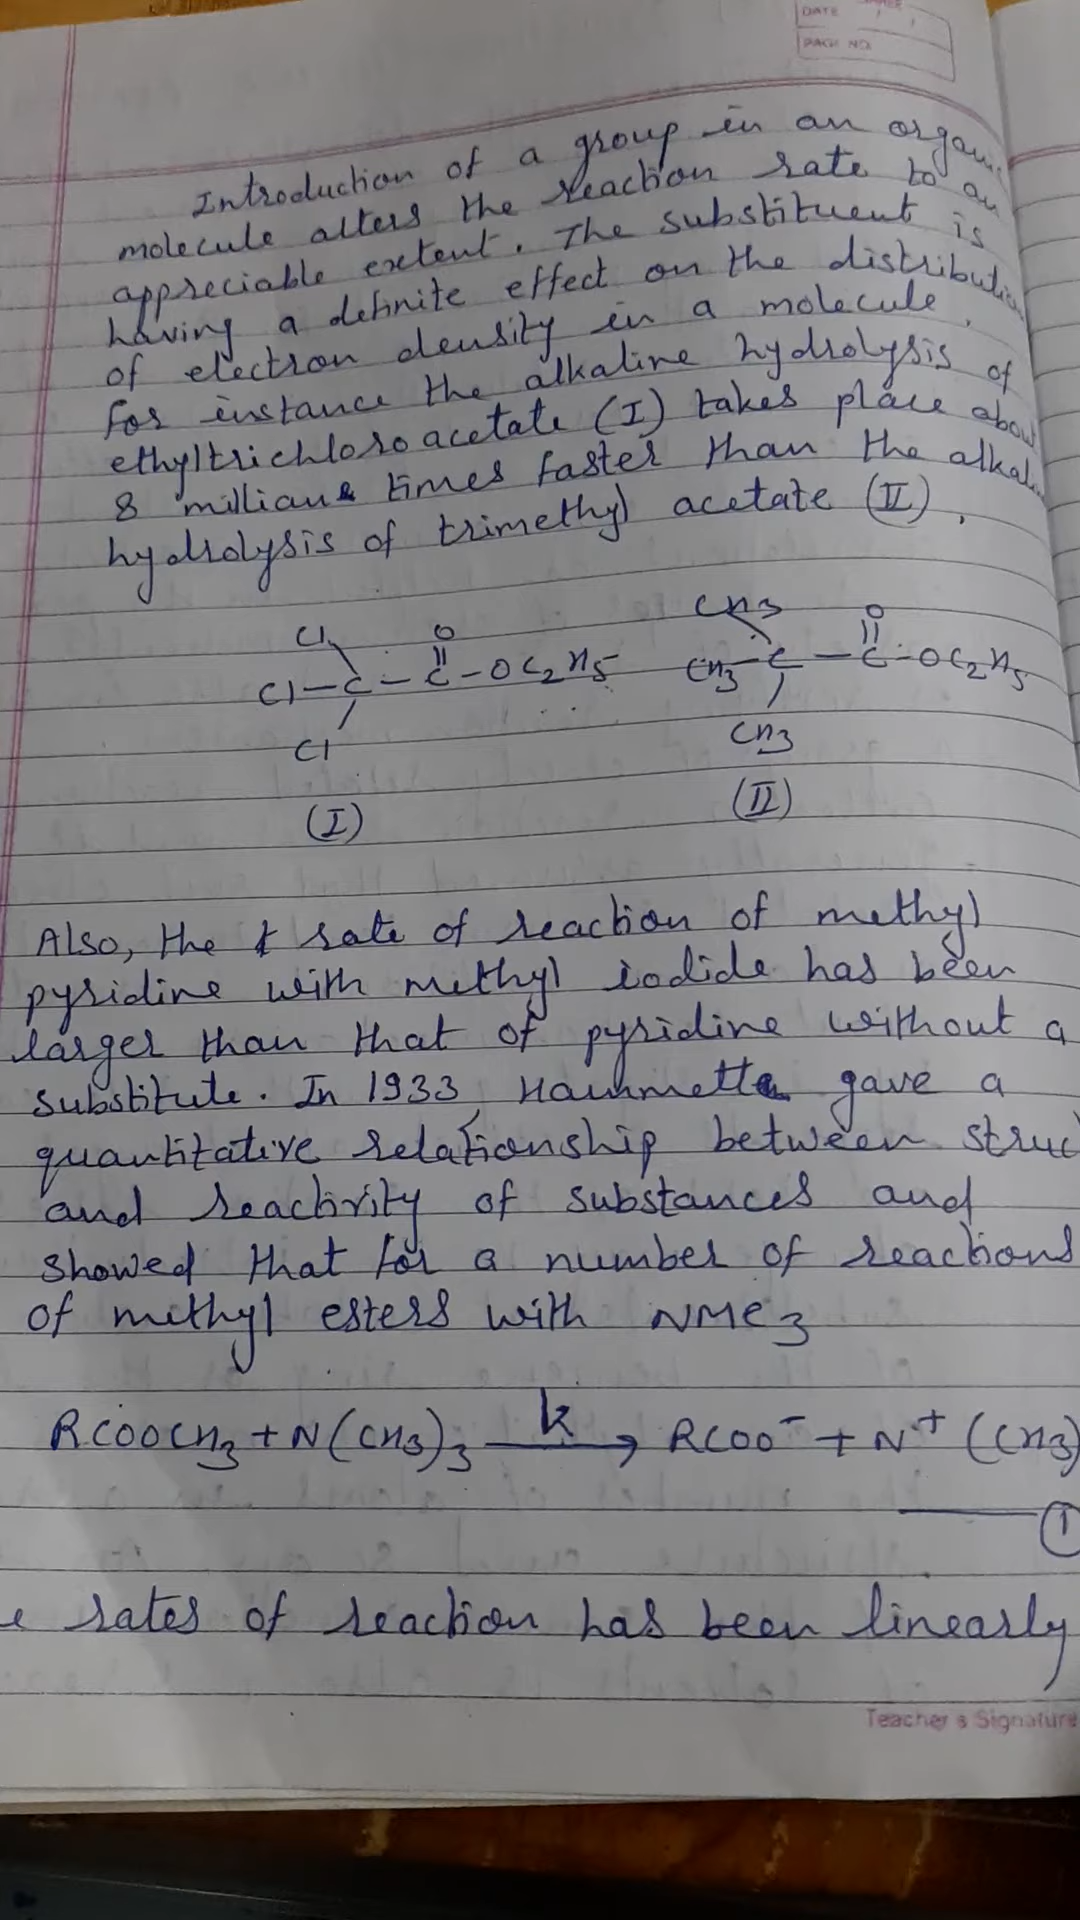 DATE
PAGE NO.
Introduction of a group in an
molecule alters the reaction rate to an
appreciable extent. The substituent is
having a definite effect on the
of electron density in a molecule.
For instance the alkaline hydrolysis of
ethyltrichloroacetate (I) takes place
8 millions times faster than the
hydrolysis of trimethyl acetate (II).
Cl O CH3 O
Cl-C-C-OC2H5 CH3-C-C-OC2H5
Cl CH3
(I) (II)
Also, the rate of reaction of methyl
pyridine with methyl iodide has been
larger than that of pyridine without a
substitute. In 1933, Hammett gave a
quantitative relationship between struc
and reactivity of substances and
showed that for a number of reactions
of methyl esters with NMe3
RCOOCH3 + N(CH3)3 k→ RCOO⁻ + N⁺(CH3)
1
rates of reaction has been linearly
Teacher's Signature